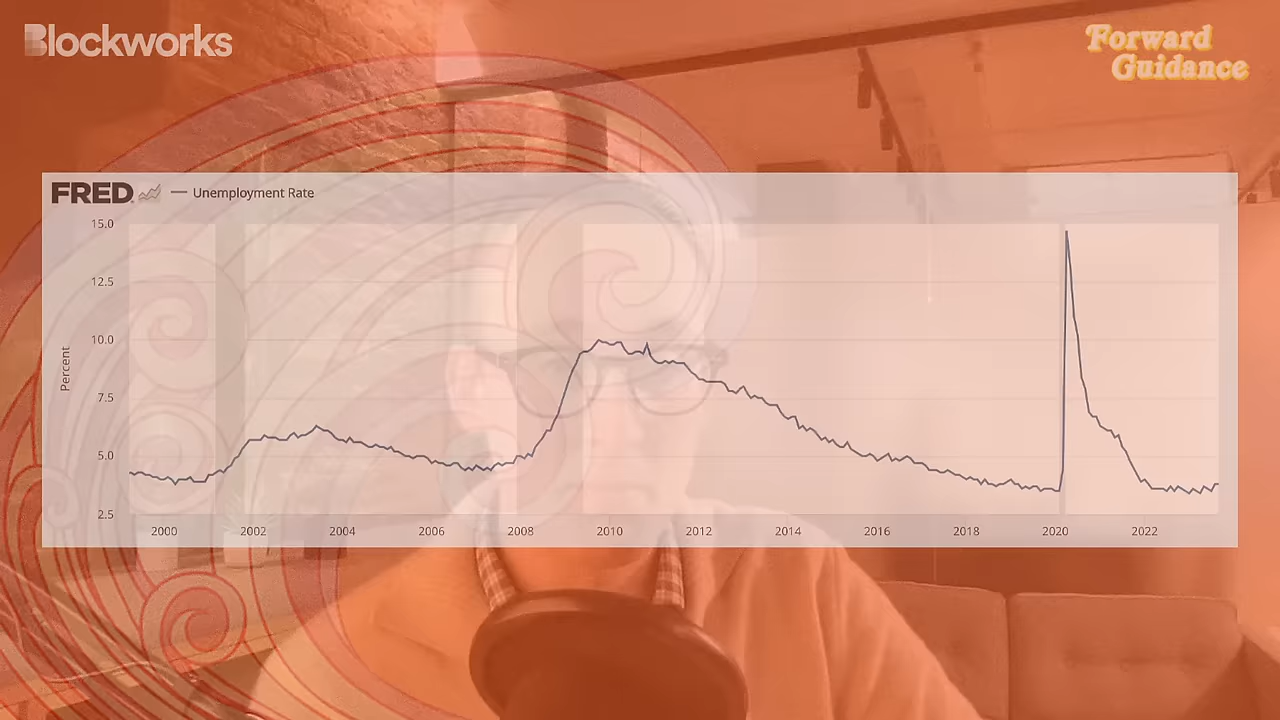 Blockworks
Forward
Guidance
FRED
Unemployment Rate
15.0
12.5
10.0
7.5
5.0
2.5
Percent
2000 2002 2004 2006 2008 2010 2012 2014 2016 2018 2020 2022